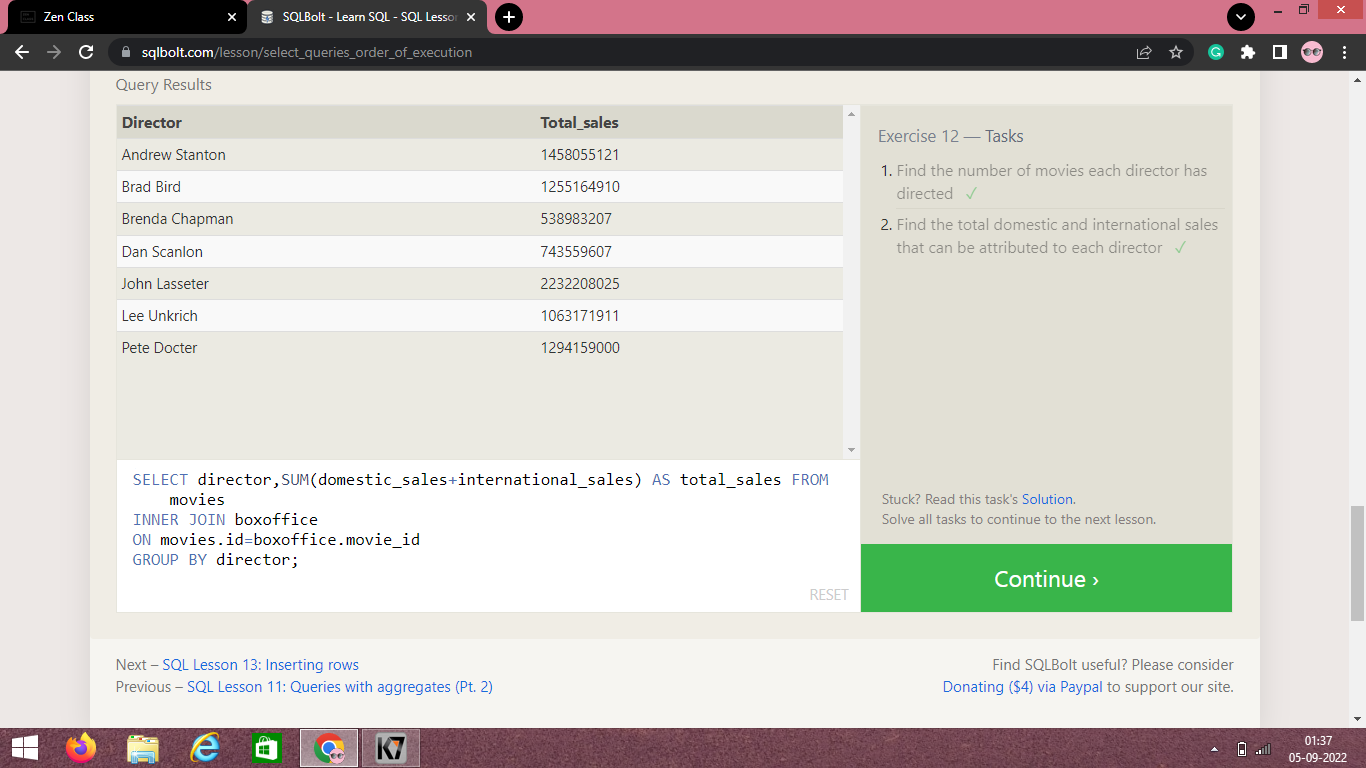 Zen Class
SQLBolt - Learn SQL - SQL Lesson
sqlbolt.com/lesson/select_queries_order_of_execution
Query Results
Director Total_sales
Andrew Stanton 1458055121
Brad Bird 1255164910
Brenda Chapman 538983207
Dan Scanlon 743559607
John Lasseter 2232208025
Lee Unkrich 1063171911
Pete Docter 1294159000
Exercise 12 — Tasks
1. Find the number of movies each director has
directed ✓
2. Find the total domestic and international sales
that can be attributed to each director ✓
Stuck? Read this task's Solution.
Solve all tasks to continue to the next lesson.
Continue ›
SELECT director,SUM(domestic_sales+international_sales) AS total_sales FROM
movies
INNER JOIN boxoffice
ON movies.id=boxoffice.movie_id
GROUP BY director;
RESET
Next – SQL Lesson 13: Inserting rows
Previous – SQL Lesson 11: Queries with aggregates (Pt. 2)
Find SQLBolt useful? Please consider
Donating ($4) via Paypal to support our site.
K7
01:37
05-09-2022